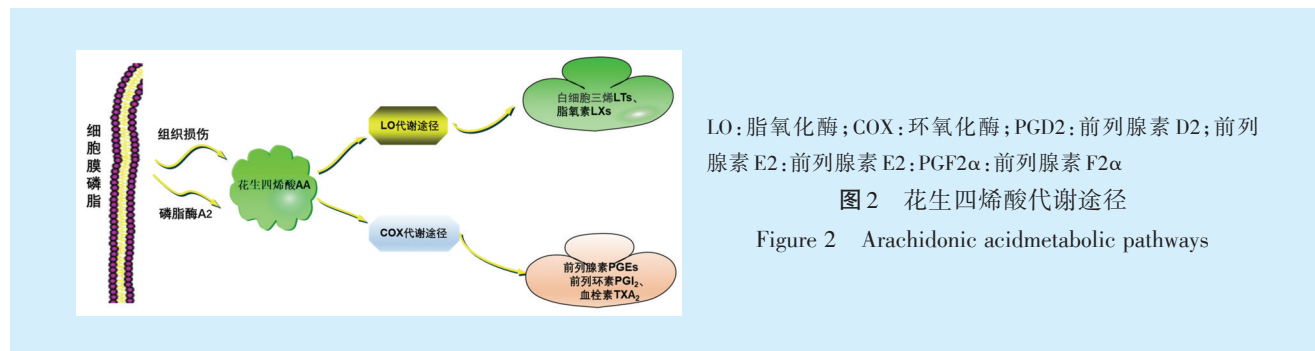 细胞膜磷脂
组织损伤
磷脂酶A2
花生四烯酸AA
LO代谢途径
白细胞三烯LTs、
脂氧素LXs
COX代谢途径
前列腺素PGEs
前列环素PGI₂、
血栓素TXA₂
LO:脂氧化酶;COX:环氧化酶;PGD2:前列腺素D2;前列
腺素E2:前列腺素E2:PGF2α:前列腺素F2α
图2 花生四烯酸代谢途径
Figure 2 Arachidonic acidmetabolic pathways